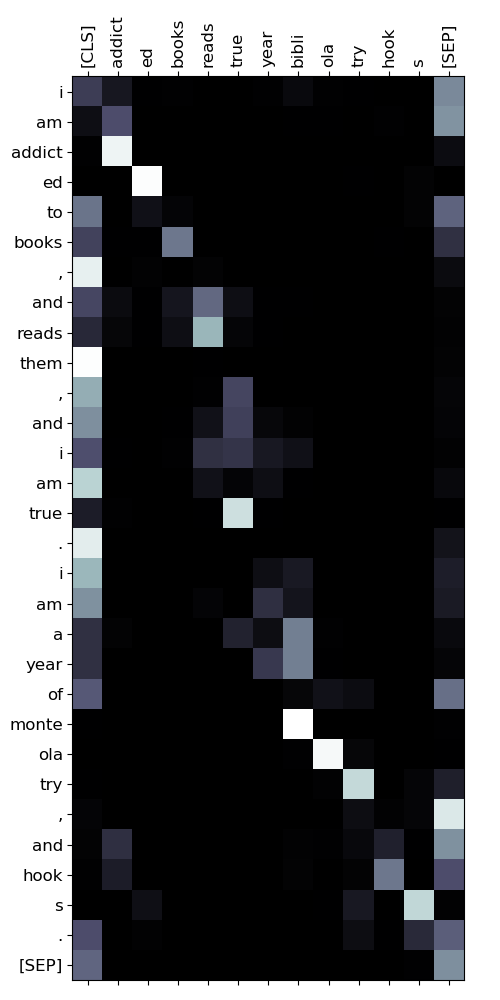 [CLS] addict ed books reads true year bibli ola try hook s [SEP]
i
am
addict
ed
to
books
,
and
reads
them
,
and
i
am
true
.
i
am
a
year
of
monte
ola
try
,
and
hook
s
.
[SEP]